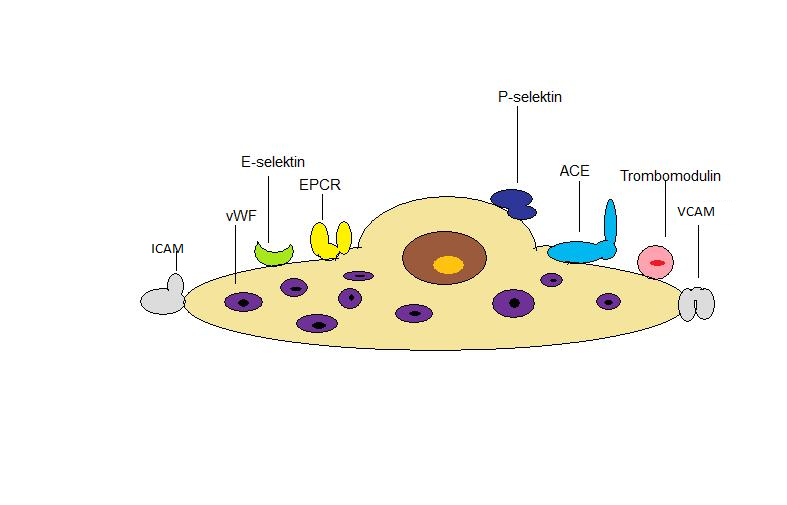 P-selektin
E-selektin
ACE
Trombomodulin
EPCR
vWF
VCAM
ICAM